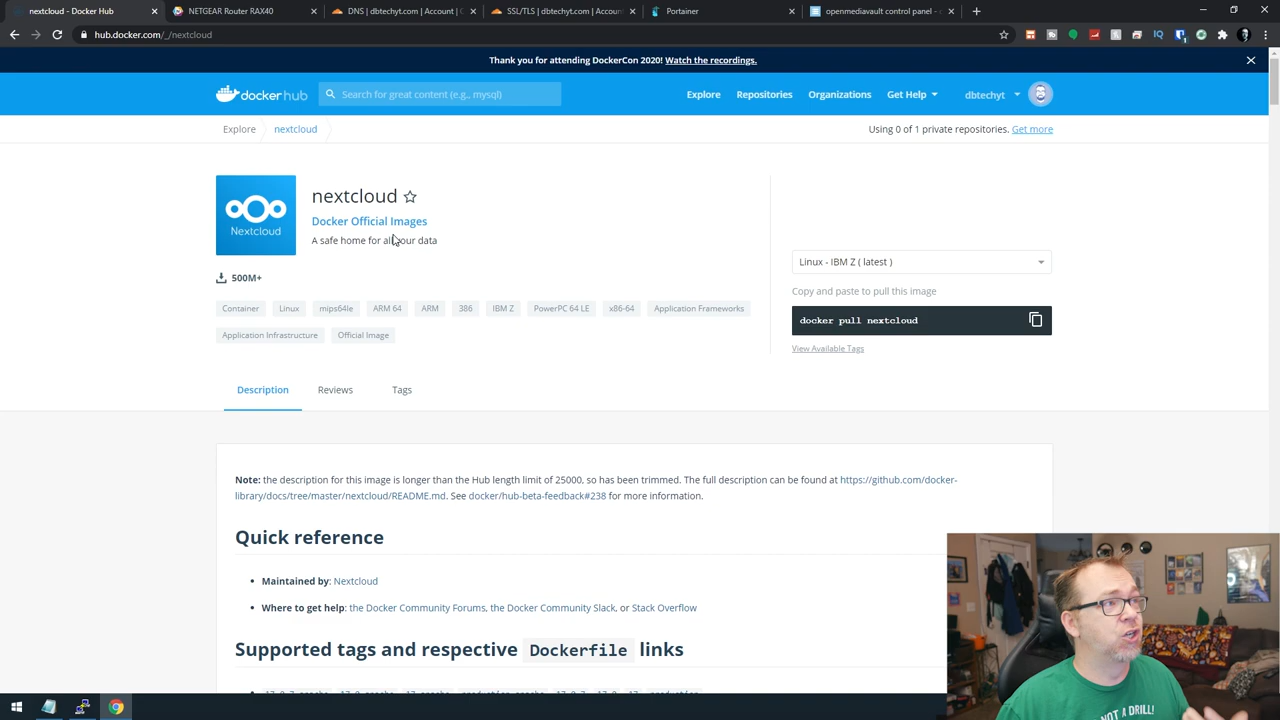 nextcloud - Docker Hub
NETGEAR Router RAX40
DNS | dbtechyt.com | Account | C
SSL/TLS | dbtechyt.com | Accoun
Portainer
openmediavault control panel -
hub.docker.com/_/nextcloud
Thank you for attending DockerCon 2020! Watch the recordings.
dockerhub
Search for great content (e.g., mysql)
Explore
Repositories
Organizations
Get Help
dbtechyt
Explore
nextcloud
Using 0 of 1 private repositories. Get more
Nextcloud
nextcloud
Docker Official Images
A safe home for all your data
500M+
Container
Linux
mips64le
ARM 64
ARM
386
IBM Z
PowerPC 64 LE
x86-64
Application Frameworks
Application Infrastructure
Official Image
Linux - IBM Z ( latest )
Copy and paste to pull this image
docker pull nextcloud
View Available Tags
Description
Reviews
Tags
Note: the description for this image is longer than the Hub length limit of 25000, so has been trimmed. The full description can be found at https://github.com/docker-
library/docs/tree/master/nextcloud/README.md. See docker/hub-beta-feedback#238 for more information.
Quick reference
Maintained by: Nextcloud
Where to get help: the Docker Community Forums, the Docker Community Slack, or Stack Overflow
Supported tags and respective Dockerfile links
NOT A DRILL!